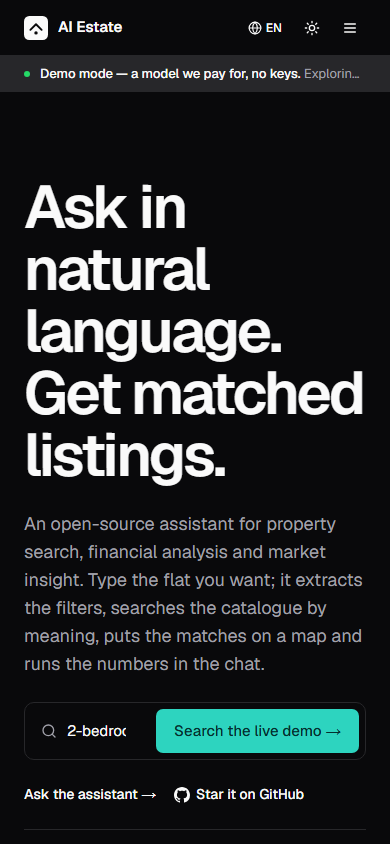 AI Estate
EN
Demo mode — a model we pay for, no keys. Explorin...
Ask in
natural
language.
Get matched
listings.
An open-source assistant for property
search, financial analysis and market
insight. Type the flat you want; it extracts
the filters, searches the catalogue by
meaning, puts the matches on a map and
runs the numbers in the chat.
2-bedroo Search the live demo →
Ask the assistant → Star it on GitHub